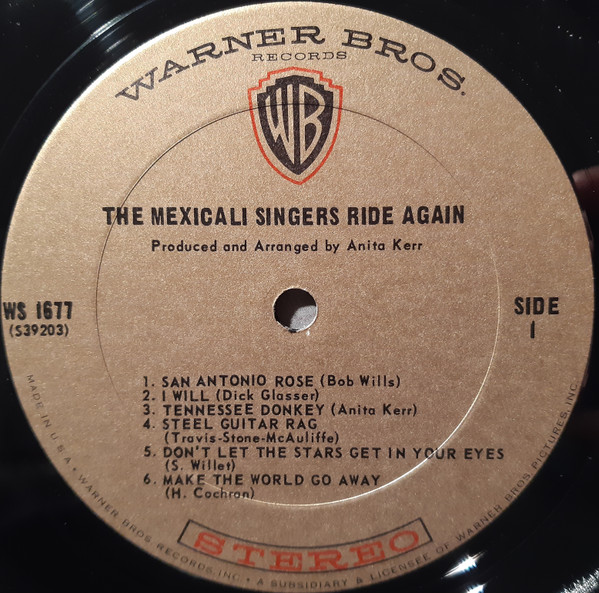 WARNER BROS.
RECORDS
WB
THE MEXICALI SINGERS RIDE AGAIN
Produced and Arranged by Anita Kerr
WS 1677
(S39203)
SIDE
1
1. SAN ANTONIO ROSE (Bob Wills)
2. I WILL (Dick Glasser)
3. TENNESSEE DONKEY (Anita Kerr)
4. STEEL GUITAR RAG
(Travis-Stone-McAuliffe)
5. DON'T LET THE STARS GET IN YOUR EYES
(S. Willet)
6. MAKE THE WORLD GO AWAY
(H. Cochron)
STEREO
MADE IN U.S.A. • WARNER BROS. RECORDS, INC. • A SUBSIDIARY & LICENSEE OF WARNER BROS. PICTURES, INC.